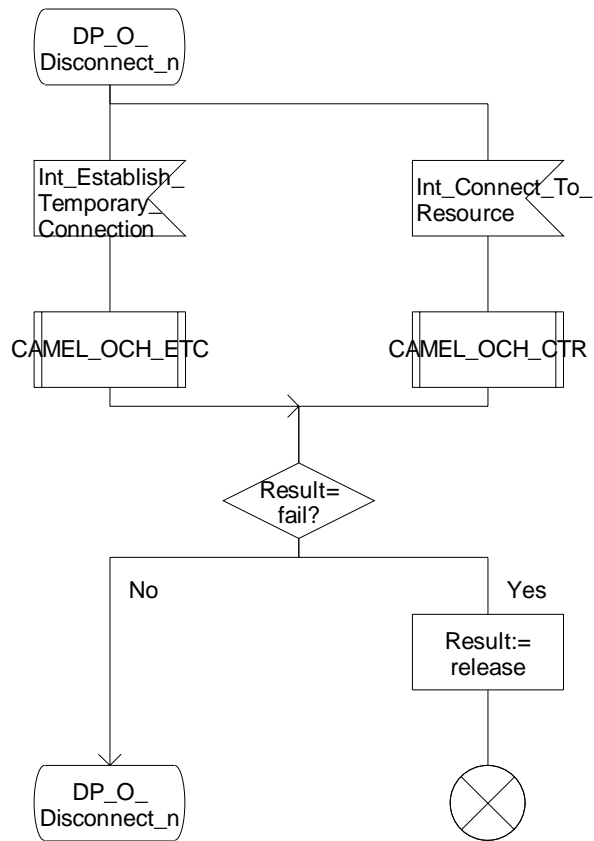 DP_O_
Disconnect_n
Int_Establish_
Temporary_
Connection
Int_Connect_To_
Resource
CAMEL_OCH_ETC
CAMEL_OCH_CTR
Result=
fail?
No
Yes
Result:=
release
DP_O_
Disconnect_n